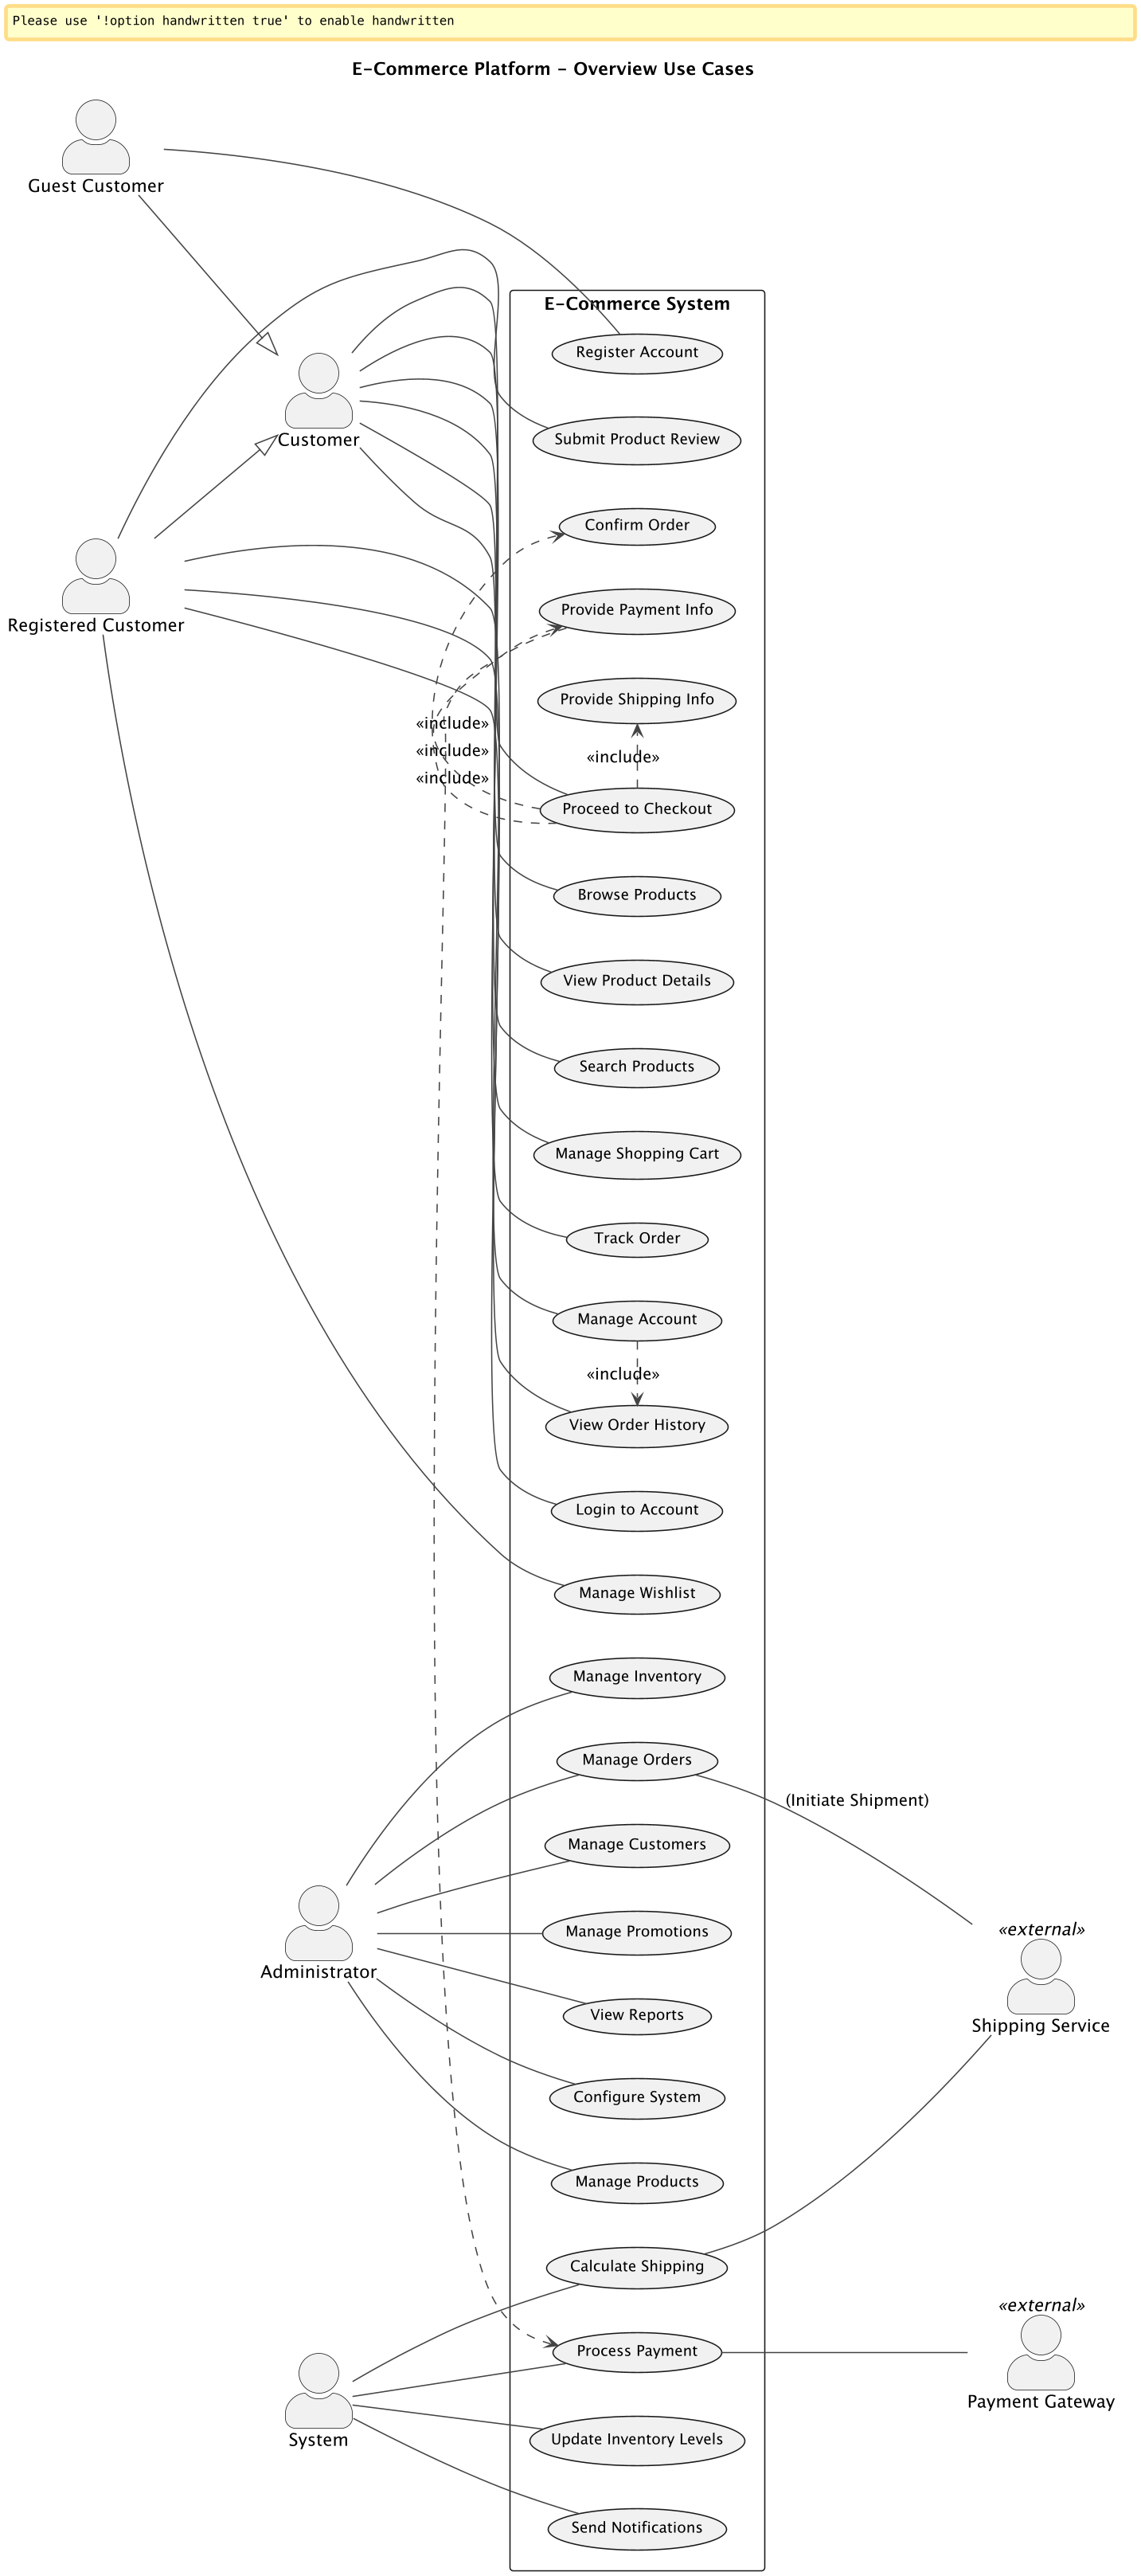 Please use '!option handwritten true' to enable handwritten
E-Commerce Platform - Overview Use Cases
Guest Customer
E-Commerce System
Register Account
Customer
Submit Product Review
Confirm Order
Provide Payment Info
Registered Customer
Provide Shipping Info
«include»
«include»
«include»
«include»
Proceed to Checkout
Browse Products
View Product Details
Search Products
Manage Shopping Cart
Track Order
Manage Account
«include»
View Order History
Login to Account
Manage Wishlist
Manage Inventory
Manage Orders
(Initiate Shipment)
Manage Customers
Manage Promotions
«external»
Administrator
View Reports
Shipping Service
Configure System
Manage Products
Calculate Shipping
«external»
Process Payment
Payment Gateway
System
Update Inventory Levels
Send Notifications